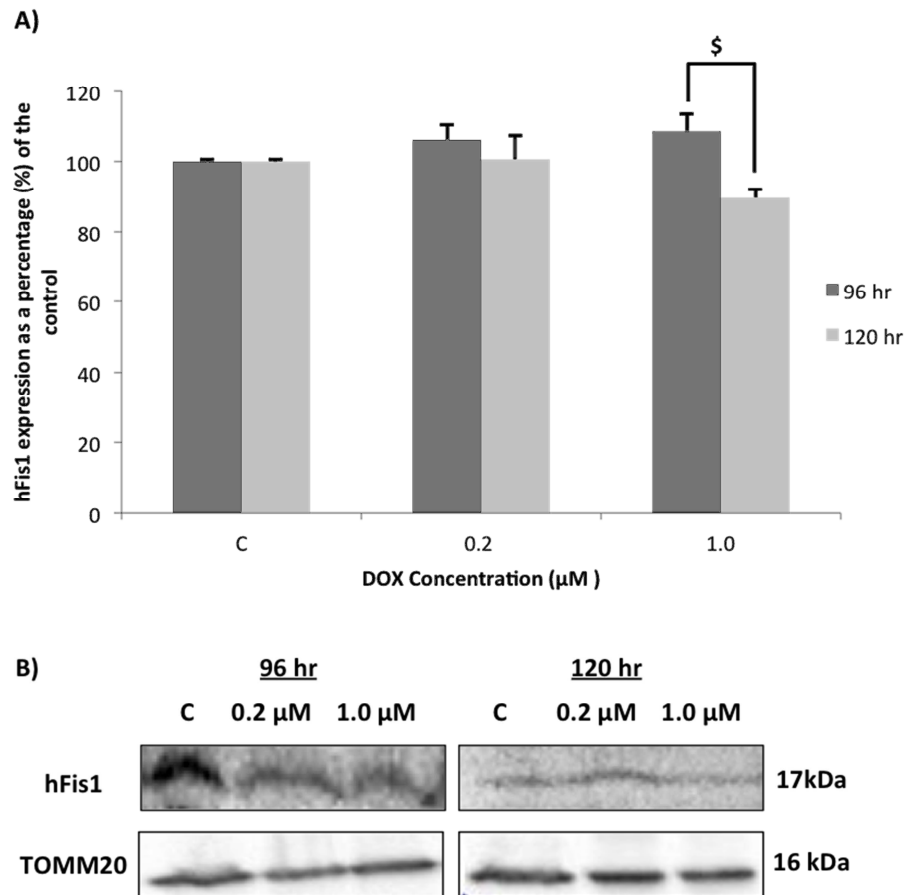 A)
$
120
100
80
60
40
20
0
hFis1 expression as a percentage (%) of the
control
C
0.2
1.0
DOX Concentration (µM )
96 hr
120 hr
B)
96 hr
120 hr
C 0.2 µM 1.0 µM
C 0.2 µM 1.0 µM
hFis1
17kDa
TOMM20
16 kDa